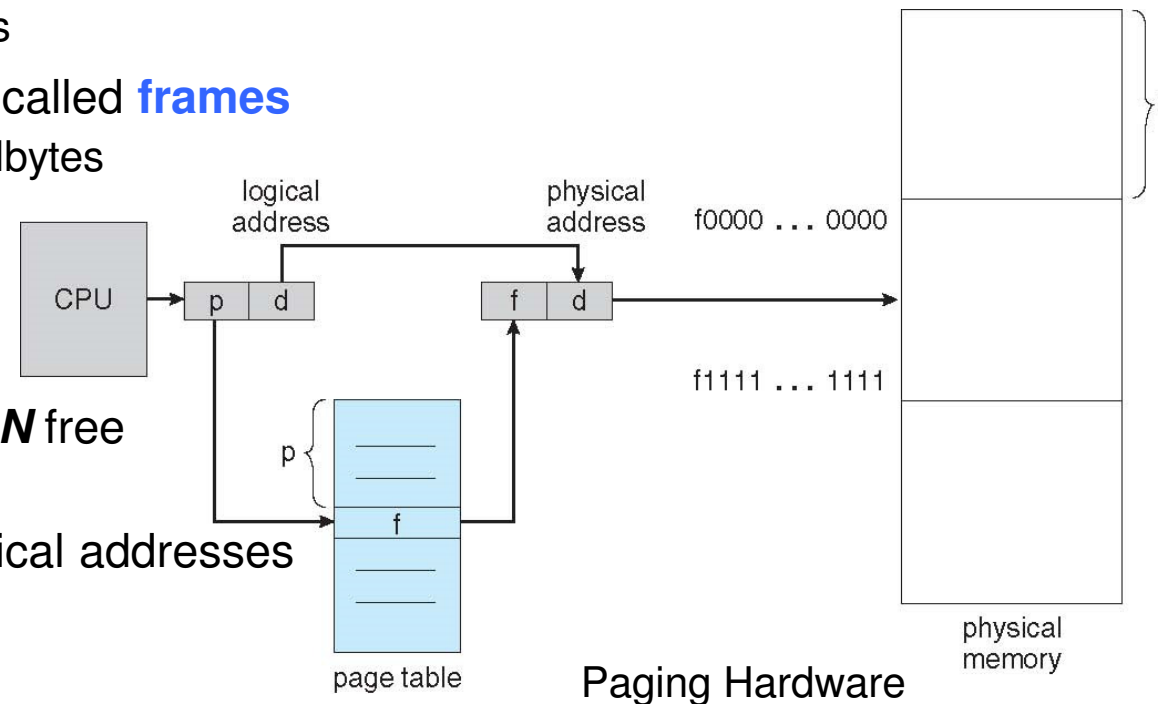 s
called frames
lbytes
logical
address
physical
address
f0000 ... 0000
CPU
p d
f d
f1111 ... 1111
N free
p
f
ical addresses
page table
physical
memory
Paging Hardware